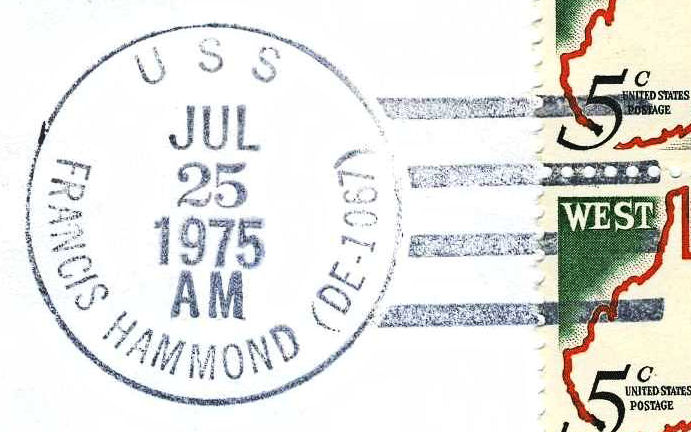 USS
JUL
25
1975
AM
FRANCIS HAMMOND (DE-1067)
5c
UNITED STATES
POSTAGE
WEST
5c
UNITED STATES
POSTAGE